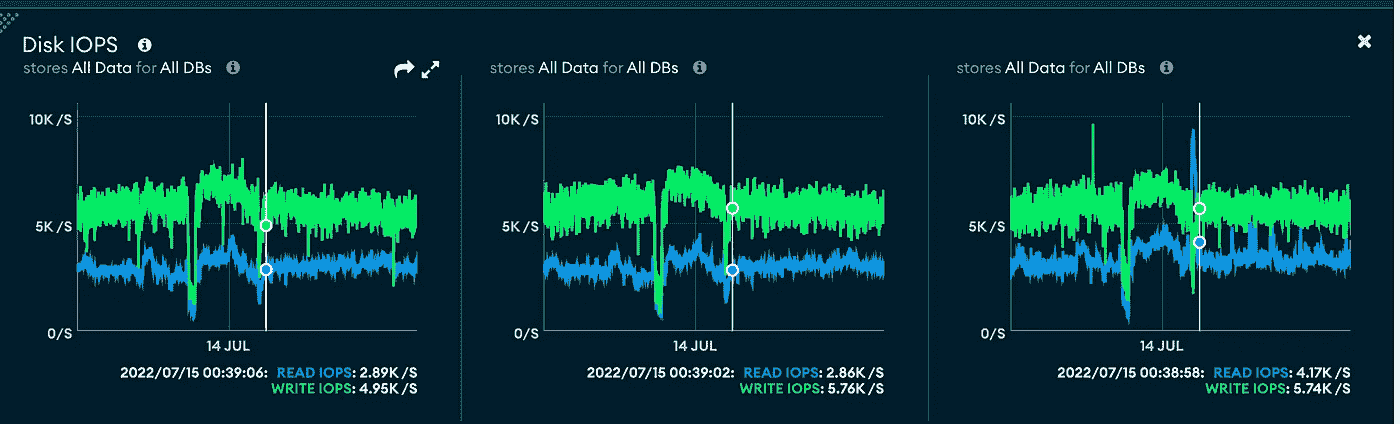 Disk IOPS
stores All Data for All DBs
10K /S
5K /S
0/S
14 JUL
2022/07/15 00:39:06: READ IOPS: 2.89K /S
WRITE IOPS: 4.95K /S
stores All Data for All DBs
10K /S
5K /S
0/S
14 JUL
2022/07/15 00:39:02: READ IOPS: 2.86K /S
WRITE IOPS: 5.76K /S
stores All Data for All DBs
10K /S
5K /S
0/S
14 JUL
2022/07/15 00:38:58: READ IOPS: 4.17K /S
WRITE IOPS: 5.74K /S